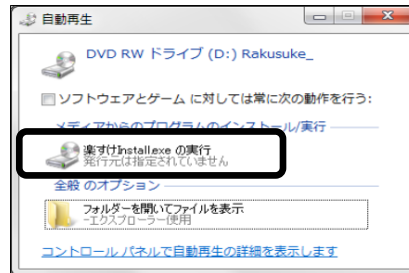 自動再生
DVD RW ドライブ (D:) Rakusuke_
ソフトウェアとゲーム に対しては常に次の動作を行う:
メディアからのプログラムのインストール/実行
楽すけInstall.exe の実行
発行元は指定されていません
全般 のオプション
フォルダーを開いてファイルを表示
-エクスプローラー使用
コントロール パネルで自動再生の詳細を表示します